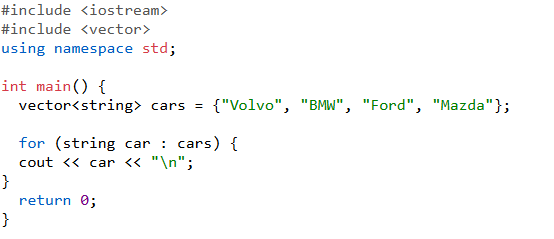 #include <iostream>
#include <vector>
using namespace std;

int main() {
  vector<string> cars = {"Volvo", "BMW", "Ford", "Mazda"};

  for (string car : cars) {
  cout << car << "\n";
}
  return 0;
}